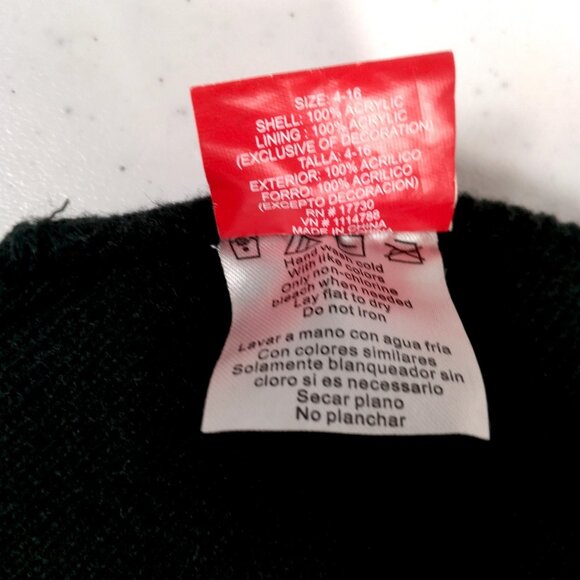 SIZE: 4-16
SHELL: 100% ACRYLIC
LINING : 100% ACRYLIC
(EXCLUSIVE OF DECORATION)
TALLA: 4-16
EXTERIOR: 100% ACRILICO
FORRO: 100% ACRILICO
(EXCEPTO DECORACION)
RN # 17730
VN # 1114788
MADE IN CHINA
Hand wash cold
With like colors
Only non-chlorine
bleach when needed
Lay flat to dry
Do not iron
Lavar a mano con agua fria
Con colores similares
Solamente blanqueador sin
cloro si es necessario
Secar plano
No planchar